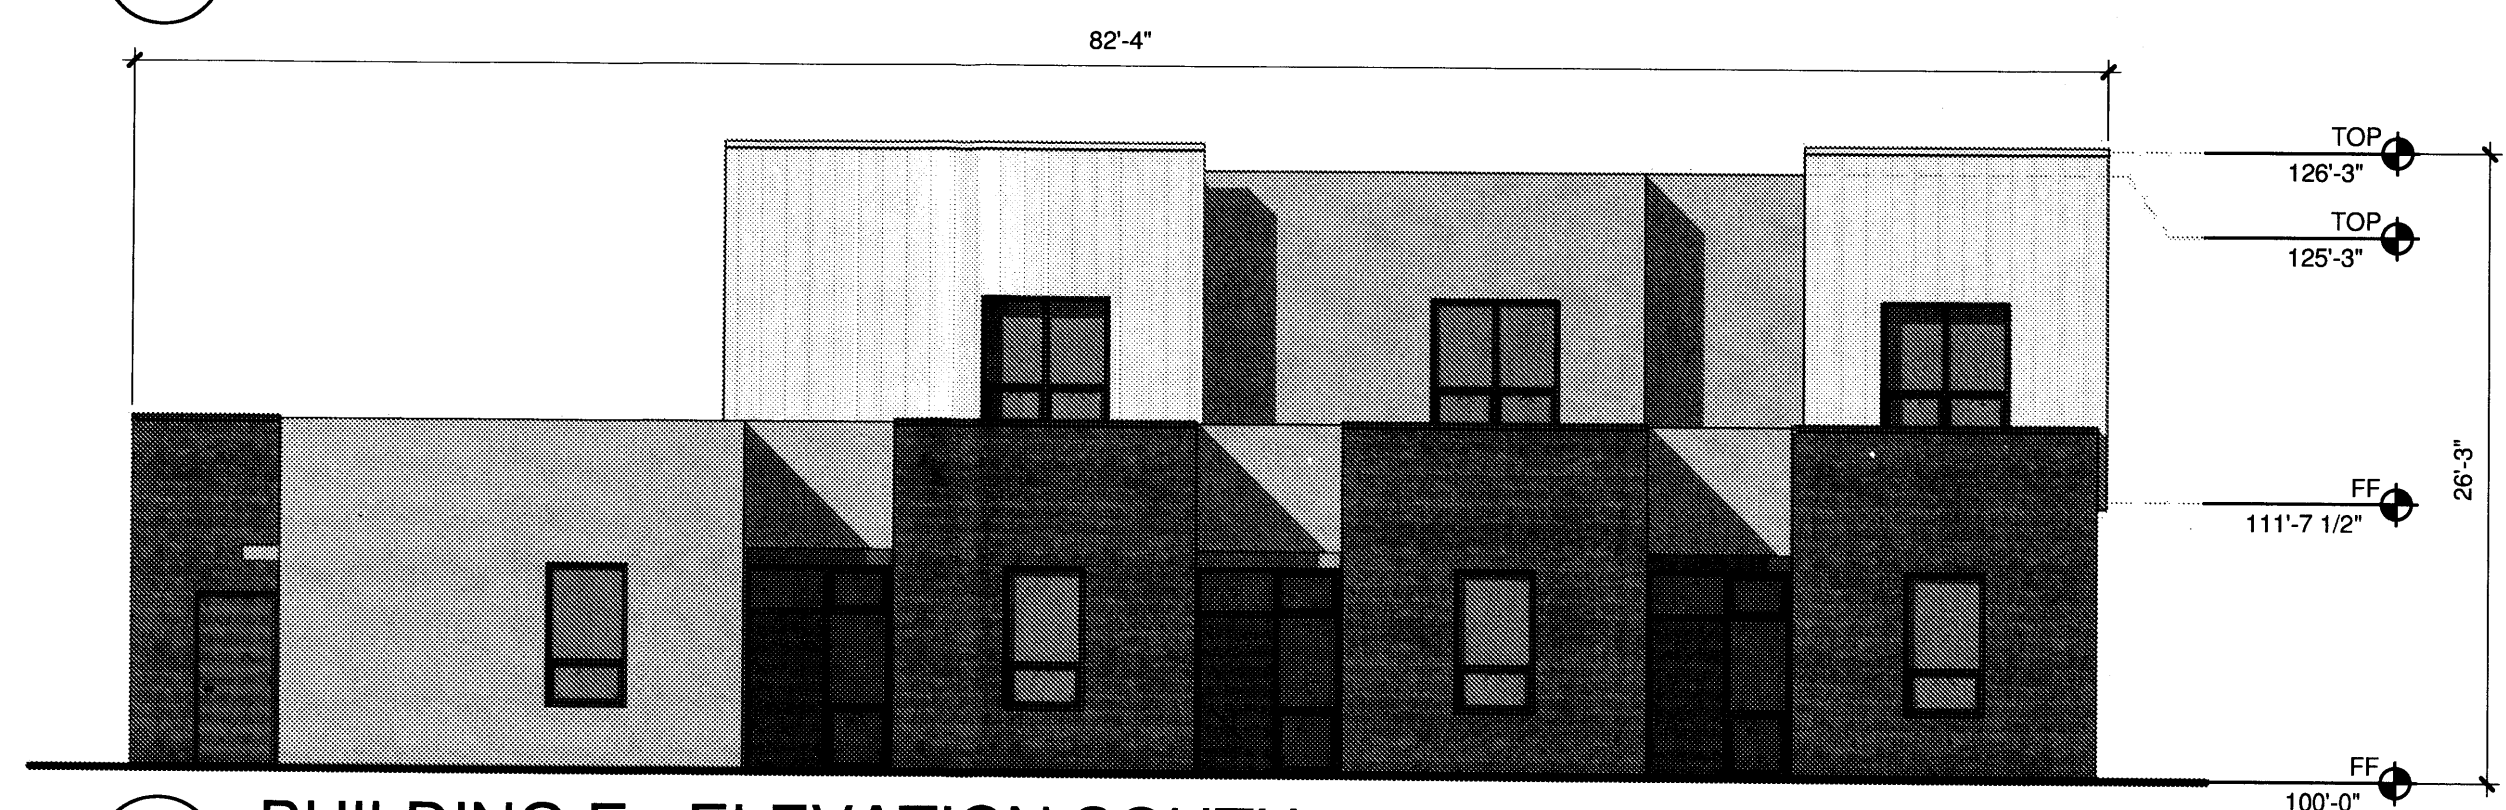 82'-4"
TOP
126'-3"
TOP
125'-3"
26'-3"
FF
111'-7 1/2"
FF
100'-0"